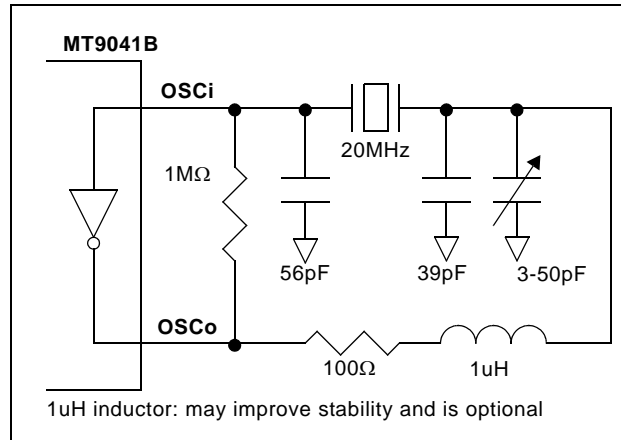 MT9041B
OSCi
20MHz
1MΩ
56pF
39pF
3-50pF
OSCo
100Ω
1uH
1uH inductor: may improve stability and is optional